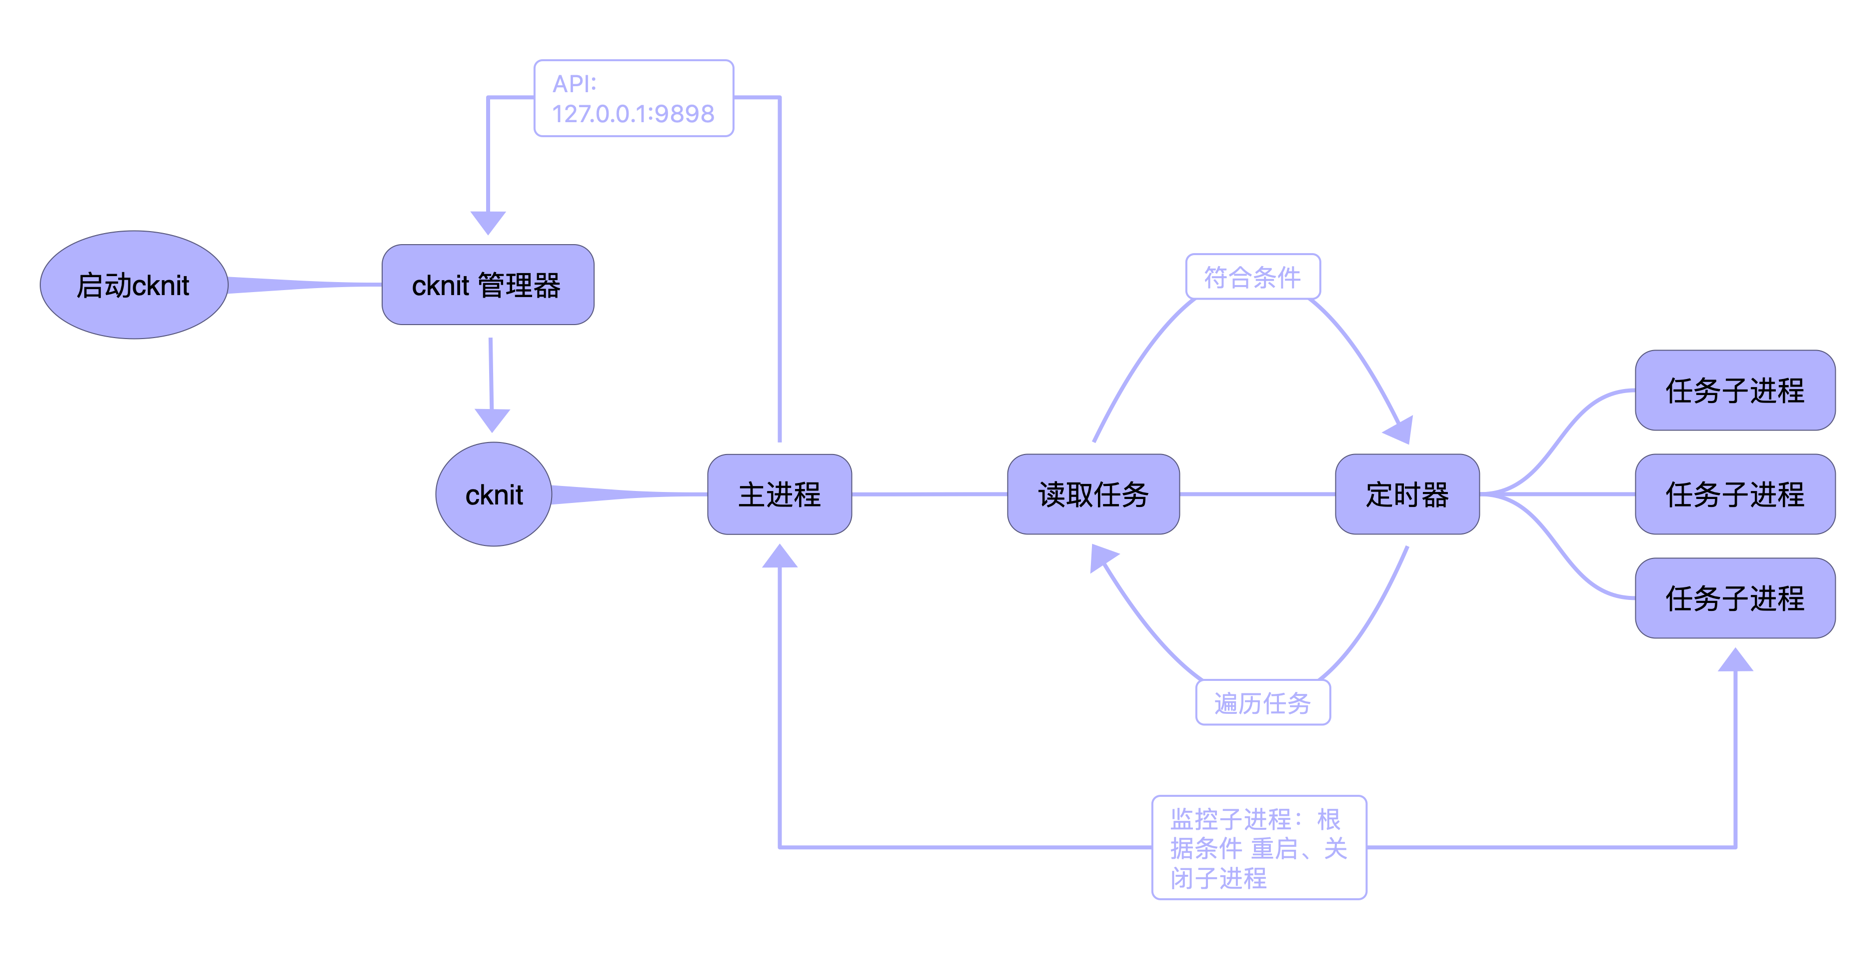 API:
127.0.0.1:9898
启动cknit
cknit 管理器
符合条件
cknit
主进程
读取任务
定时器
任务子进程
任务子进程
任务子进程
遍历任务
监控子进程：根
据条件 重启、关
闭子进程